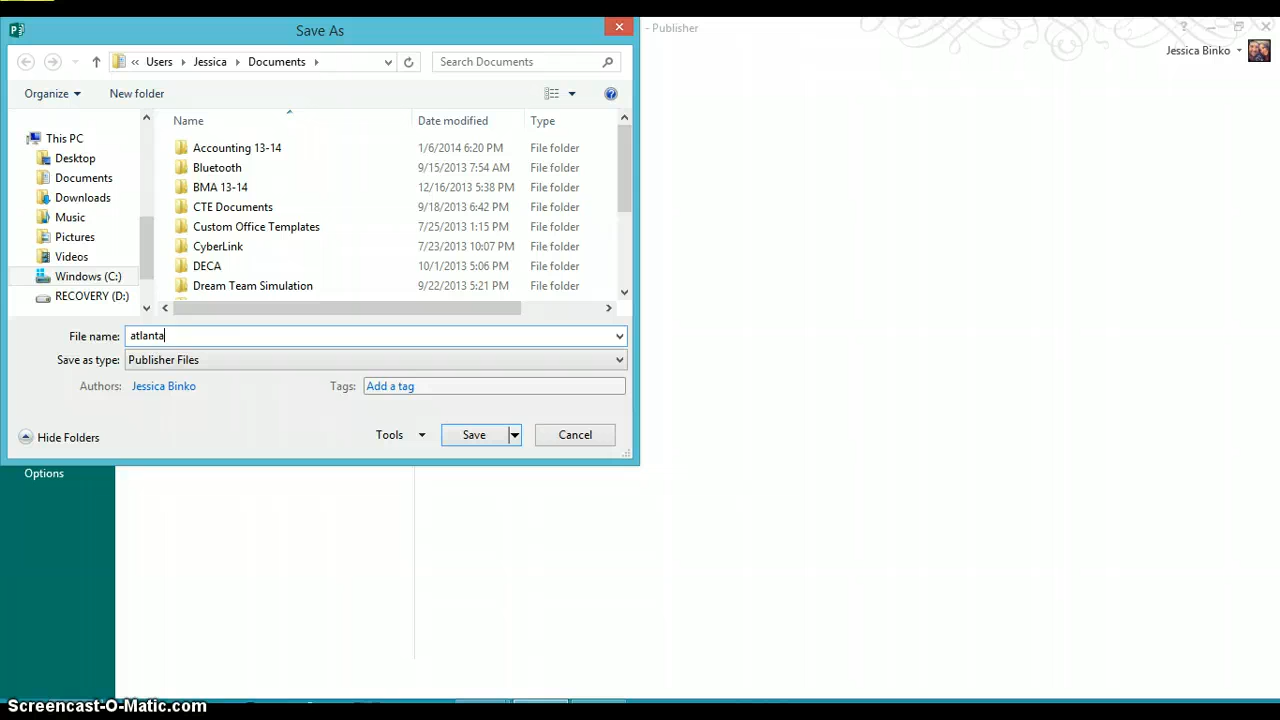 Save As
- Publisher
Jessica Binko
« Users Jessica Documents
Search Documents
Organize
New folder
Name Date modified Type
This PC
Desktop
Documents
Downloads
Music
Pictures
Videos
Windows (C:)
RECOVERY (D:)
Accounting 13-14 1/6/2014 6:20 PM File folder
Bluetooth 9/15/2013 7:54 AM File folder
BMA 13-14 12/16/2013 5:38 PM File folder
CTE Documents 9/18/2013 6:42 PM File folder
Custom Office Templates 7/25/2013 1:15 PM File folder
CyberLink 7/23/2013 10:07 PM File folder
DECA 10/1/2013 5:06 PM File folder
Dream Team Simulation 9/22/2013 5:21 PM File folder
File name: atlanta
Save as type: Publisher Files
Authors: Jessica Binko Tags: Add a tag
Hide Folders Tools Save Cancel
Options
Screencast-O-Matic.com